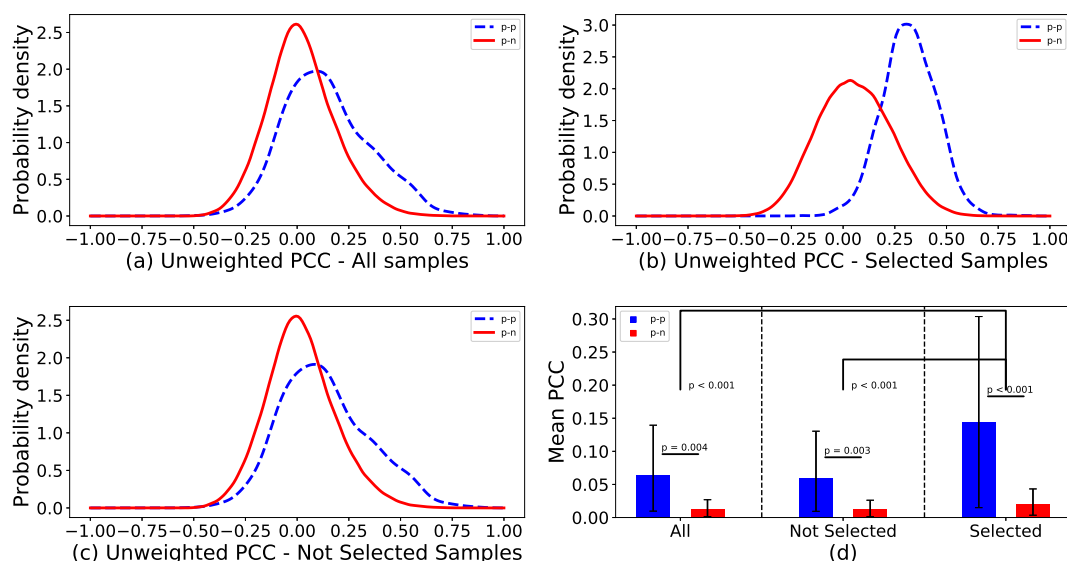 2.5
2.0
1.5
1.0
0.5
0.0
Probability density
p-p
p-n
−1.00 −0.75 −0.50 −0.25 0.00 0.25 0.50 0.75 1.00
(a) Unweighted PCC - All samples
3.0
2.5
2.0
1.5
1.0
0.5
0.0
Probability density
p-p
p-n
−1.00 −0.75 −0.50 −0.25 0.00 0.25 0.50 0.75 1.00
(b) Unweighted PCC - Selected Samples
2.5
2.0
1.5
1.0
0.5
0.0
Probability density
p-p
p-n
−1.00 −0.75 −0.50 −0.25 0.00 0.25 0.50 0.75 1.00
(c) Unweighted PCC - Not Selected Samples
0.30
0.25
0.20
0.15
0.10
0.05
0.00
Mean PCC
p-p
p-n
p < 0.001
p < 0.001
p < 0.001
p = 0.004
p = 0.003
All Not Selected Selected
(d)